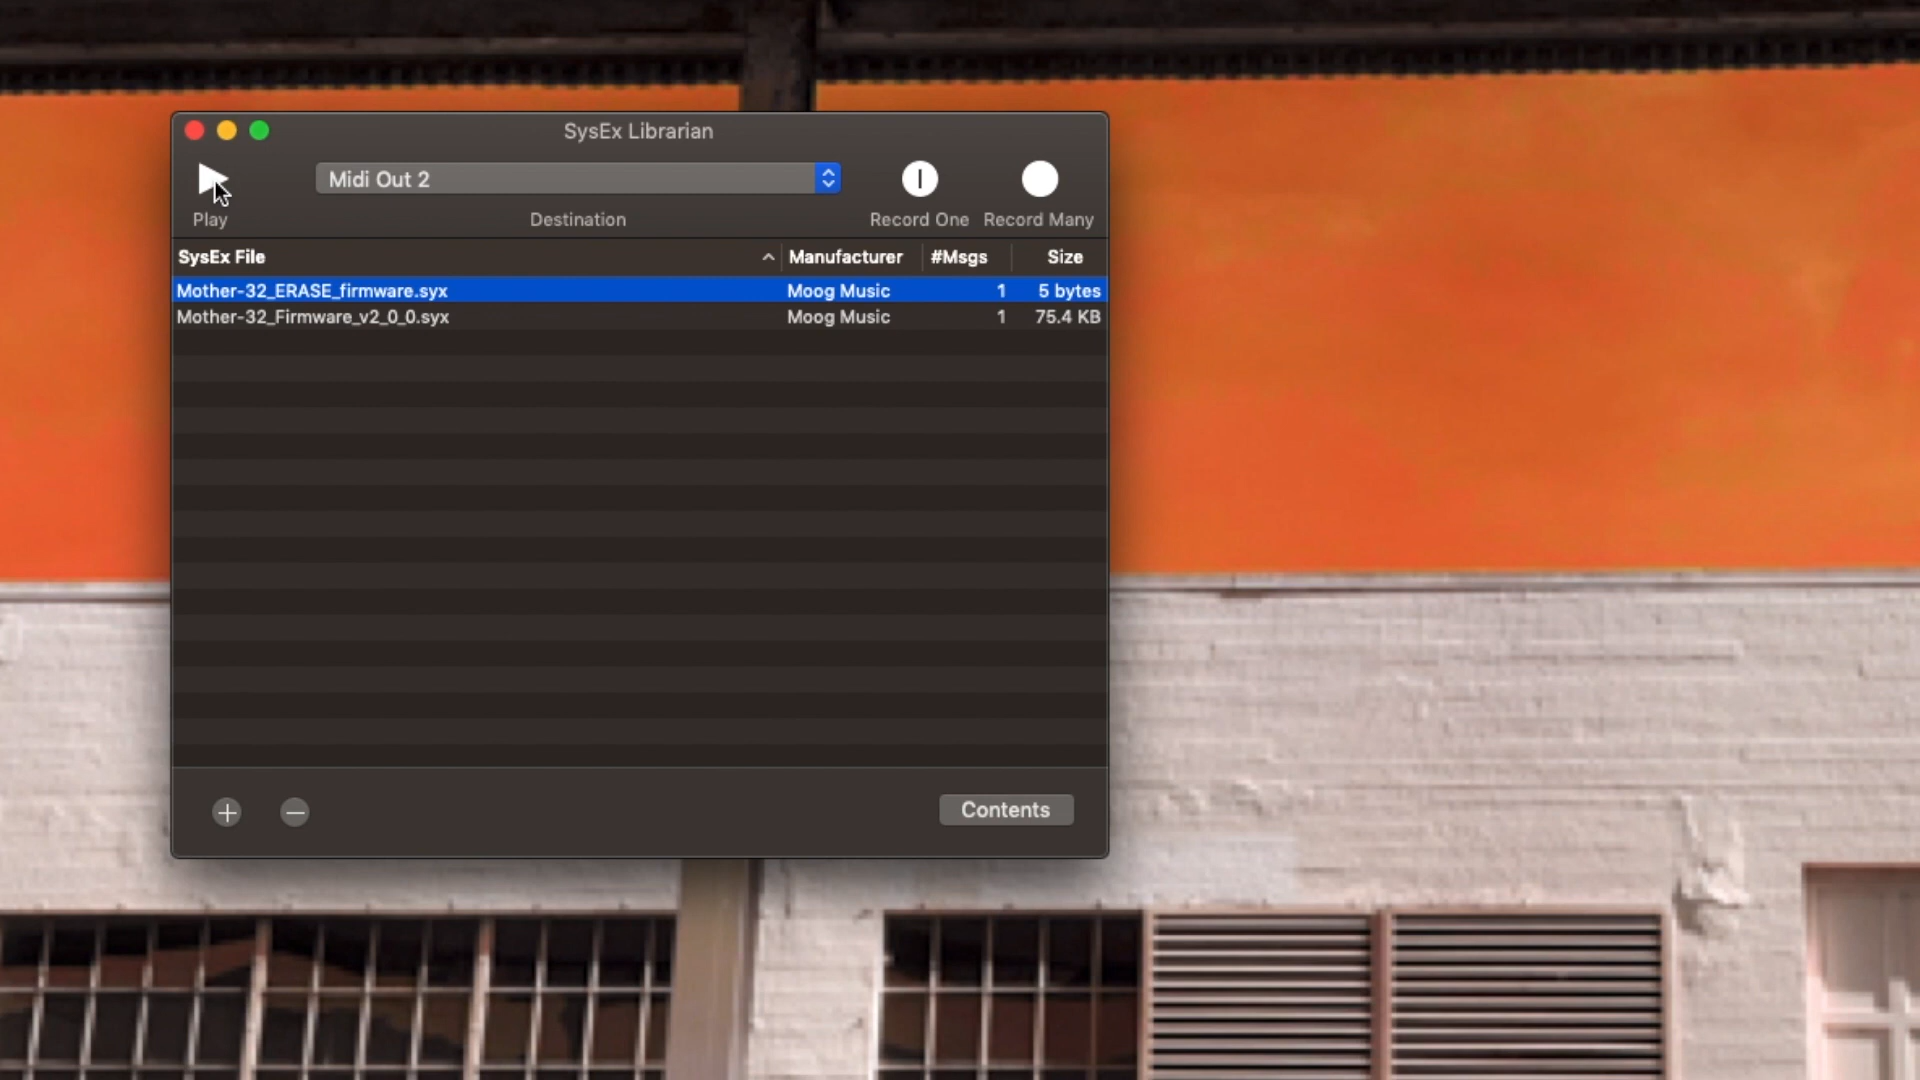 SysEx Librarian
Midi Out 2
Play
Destination
Record One
Record Many
SysEx File Manufacturer #Msgs Size
Mother-32_ERASE_firmware.syx Moog Music 1 5 bytes
Mother-32_Firmware_v2_0_0.syx Moog Music 1 75.4 KB
Contents